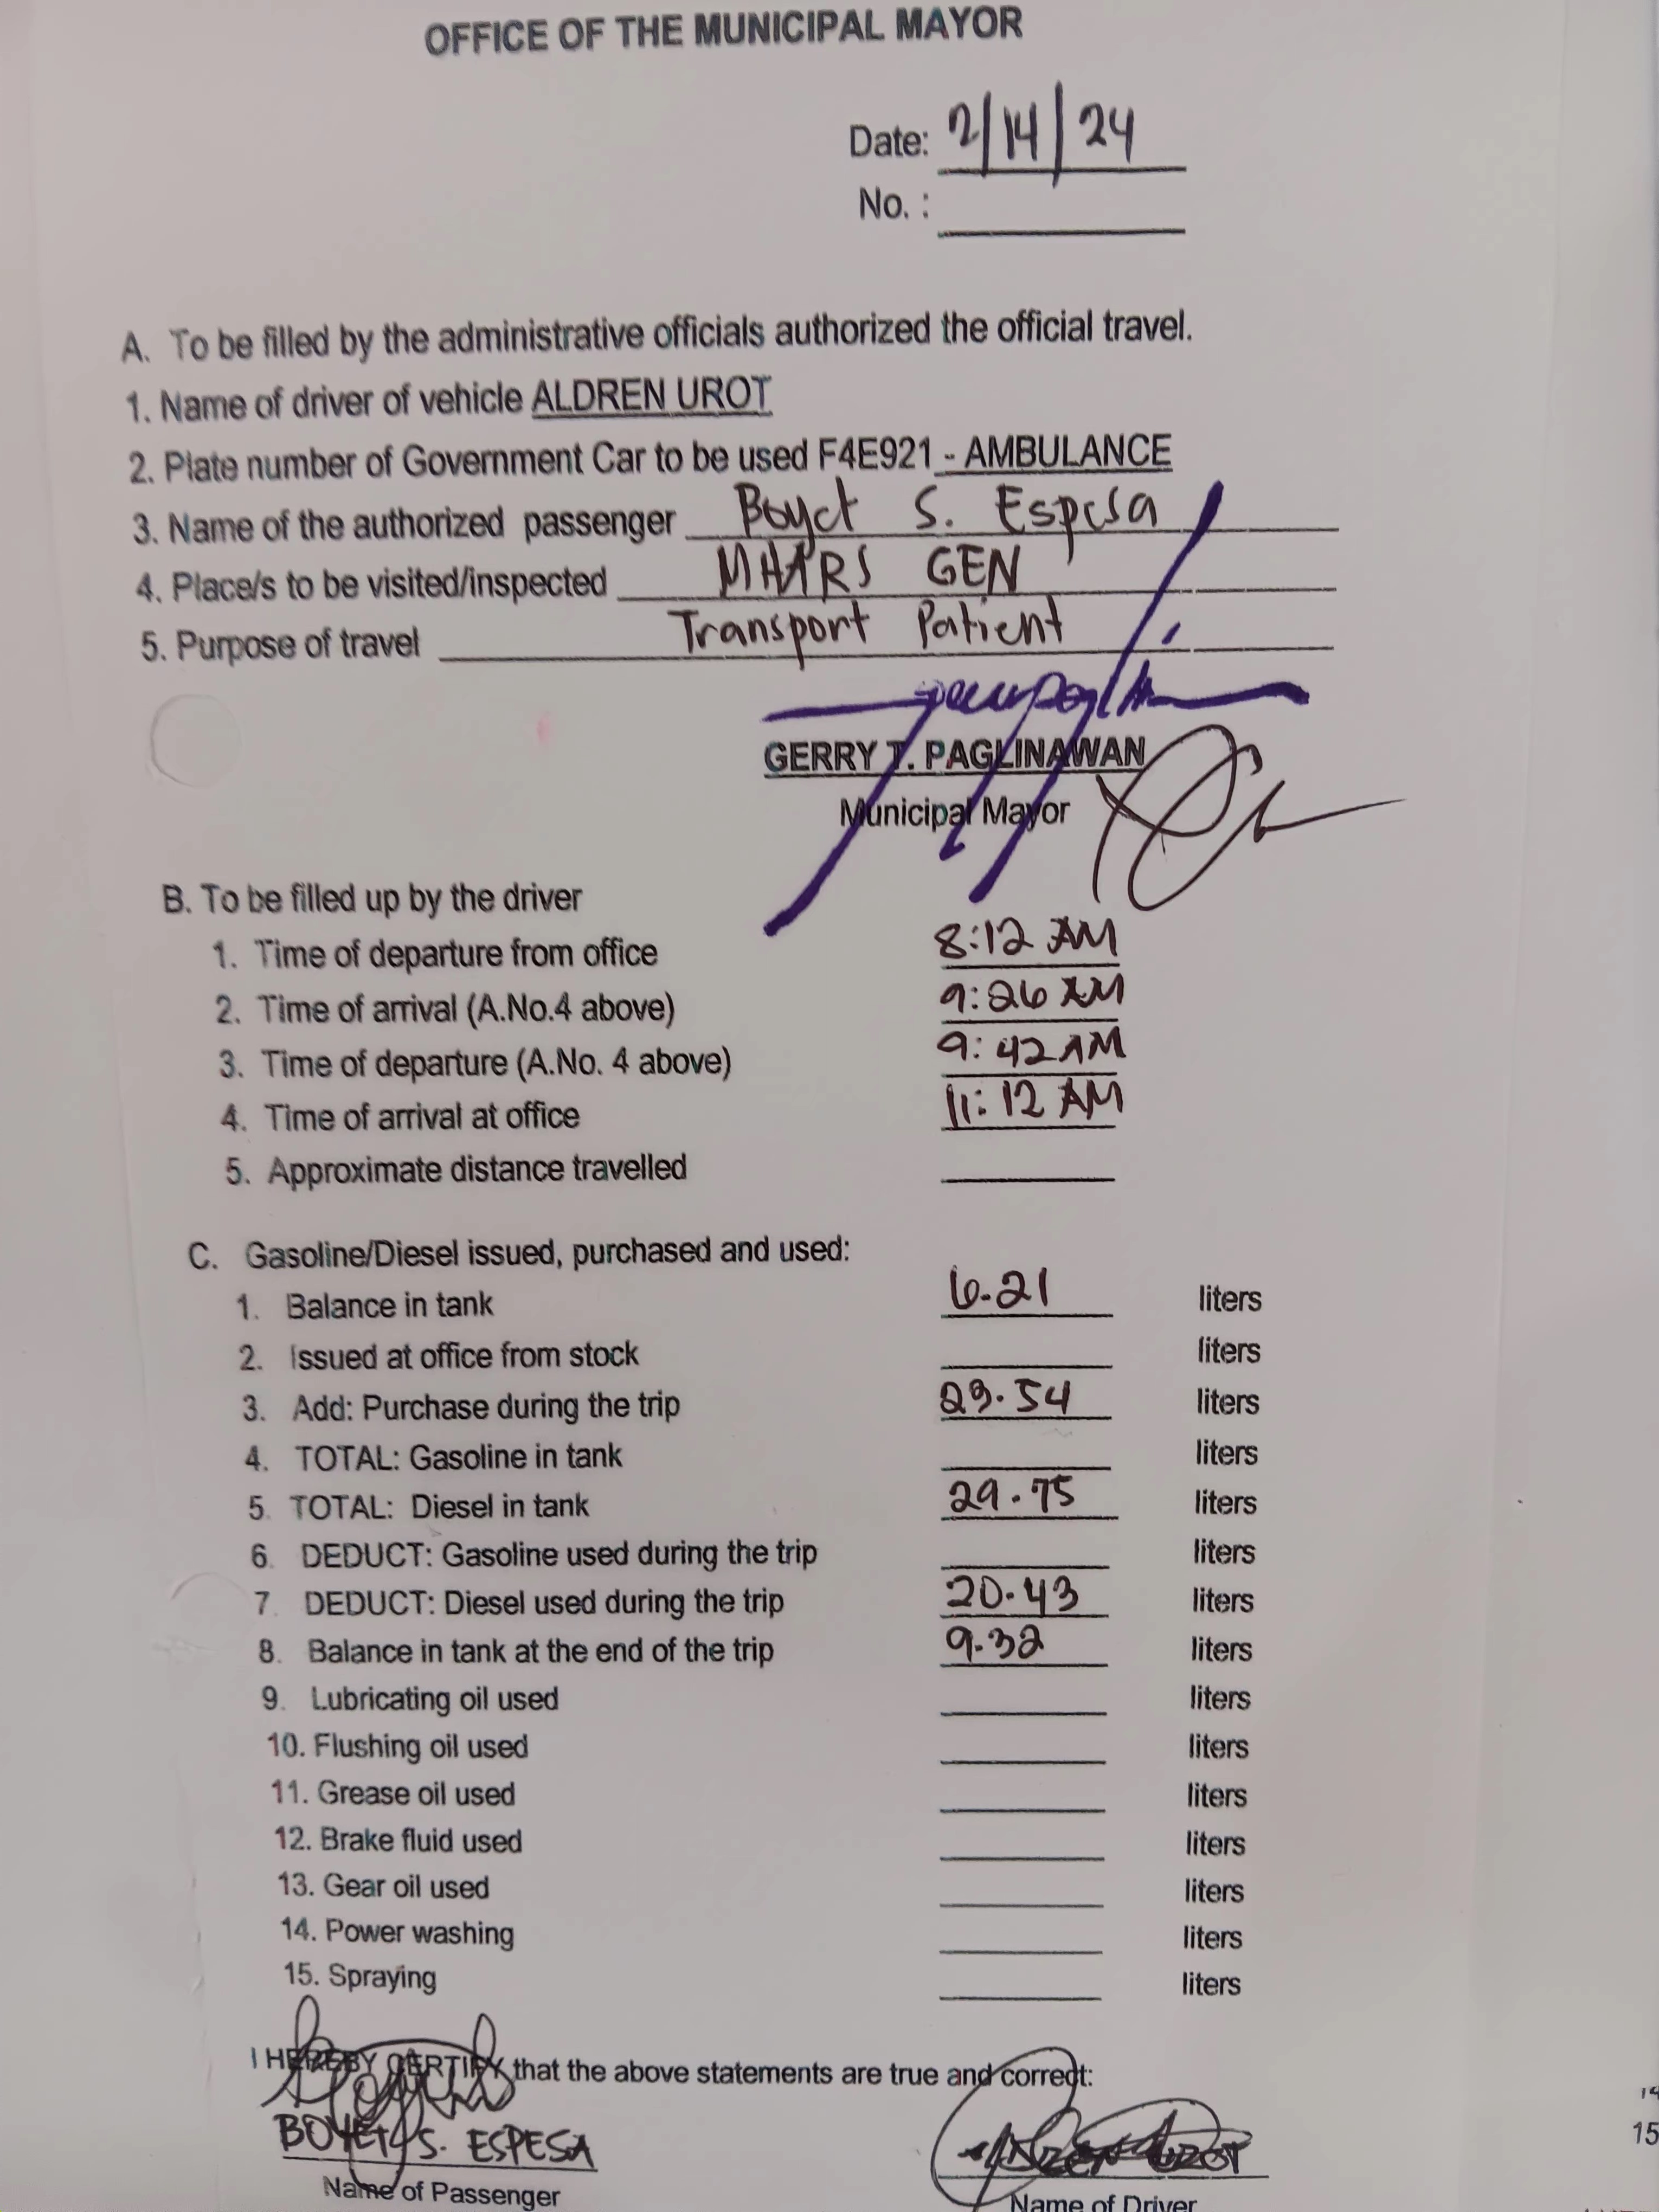 OFFICE OF THE MUNICIPAL MAYOR
Date: 2/14/24
No. :
A. To be filled by the administrative officials authorized the official travel.
1. Name of driver of vehicle ALDREN UROT
2. Plate number of Government Car to be used F4E921 - AMBULANCE
3. Name of the authorized passenger Boyet S. Espesa
4. Place/s to be visited/inspected MHARS GEN
5. Purpose of travel Transport Patient
GERRY T. PAGLINAWAN
Municipal Mayor
B. To be filled up by the driver
1. Time of departure from office 8:12 AM
2. Time of arrival (A.No.4 above) 9:26 AM
3. Time of departure (A.No. 4 above) 9:42 AM
4. Time of arrival at office 11:12 AM
5. Approximate distance travelled
C. Gasoline/Diesel issued, purchased and used:
1. Balance in tank 6.21 liters
2. Issued at office from stock liters
3. Add: Purchase during the trip 23.54 liters
4. TOTAL: Gasoline in tank liters
5. TOTAL: Diesel in tank 29.75 liters
6. DEDUCT: Gasoline used during the trip liters
7. DEDUCT: Diesel used during the trip 20.43 liters
8. Balance in tank at the end of the trip 9.32 liters
9. Lubricating oil used liters
10. Flushing oil used liters
11. Grease oil used liters
12. Brake fluid used liters
13. Gear oil used liters
14. Power washing liters
15. Spraying liters
I HEREBY CERTIFY that the above statements are true and correct:
14
15
BOYET S. ESPESA ALDREN UROT
Name of Passenger Name of Driver